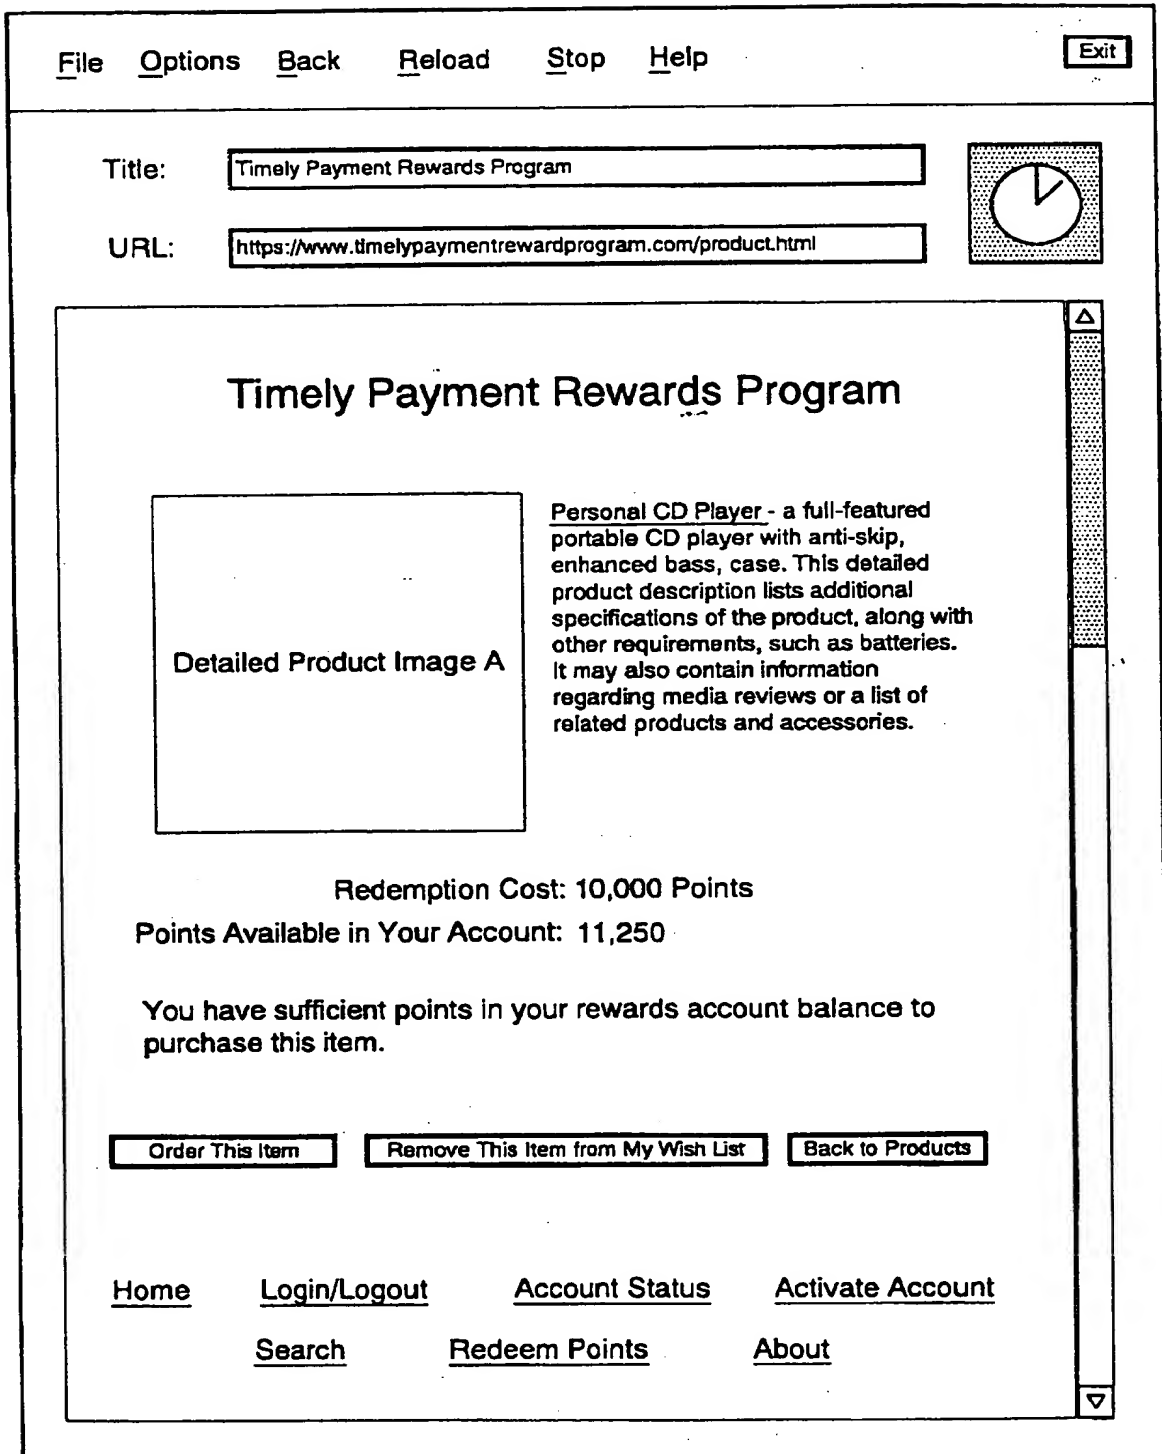 File Options Back Reload Stop Help Exit
Title: Timely Payment Rewards Program
URL: https://www.timelypaymentrewardprogram.com/product.html
Timely Payment Rewards Program
Personal CD Player - a full-featured
portable CD player with anti-skip,
enhanced bass, case. This detailed
product description lists additional
specifications of the product, along with
other requirements, such as batteries.
It may also contain information
regarding media reviews or a list of
related products and accessories.
Detailed Product Image A
Redemption Cost: 10,000 Points
Points Available in Your Account: 11,250
You have sufficient points in your rewards account balance to
purchase this item.
Order This Item Remove This Item from My Wish List Back to Products
Home Login/Logout Account Status Activate Account
Search Redeem Points About